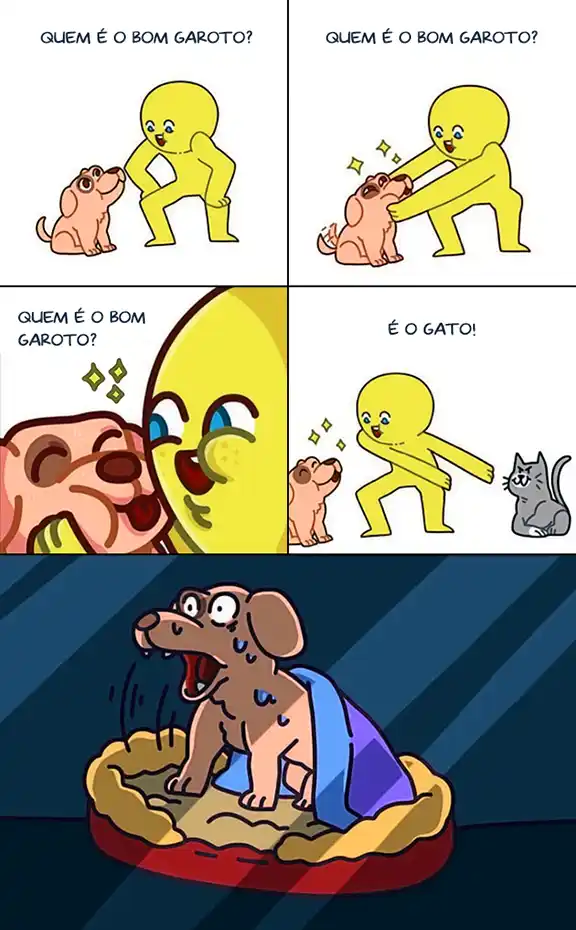 QUEM É O BOM GAROTO?
QUEM É O BOM GAROTO?
QUEM É O BOM
GAROTO?
É O GATO!